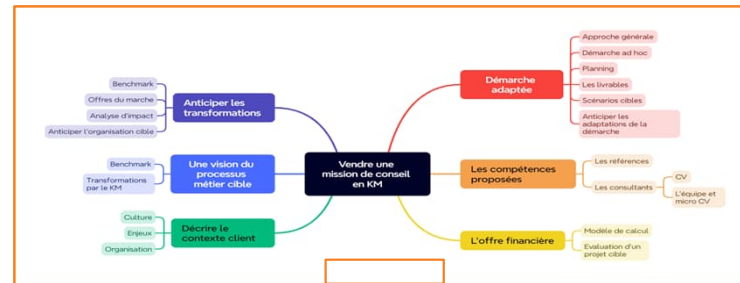 Anticiper les
transformations
Benchmark
Offres du marche
Analyse d'impact
Anticiper l'organisation cible
Une vision du
processus
métier cible
Benchmark
Transformations
par le KM
Décrire le
contexte client
Culture
Enjeux
Organisation
Vendre une
mission de conseil
en KM
Démarche
adaptée
Approche générale
Démarche ad hoc
Planning
Les livrables
Scénarios cibles
Anticiper les
adaptations de la
démarche
Les compétences
proposées
Les références
Les consultants
CV
L'équipe et
micro CV
L'offre financière
Modèle de calcul
Evaluation d'un
projet cible